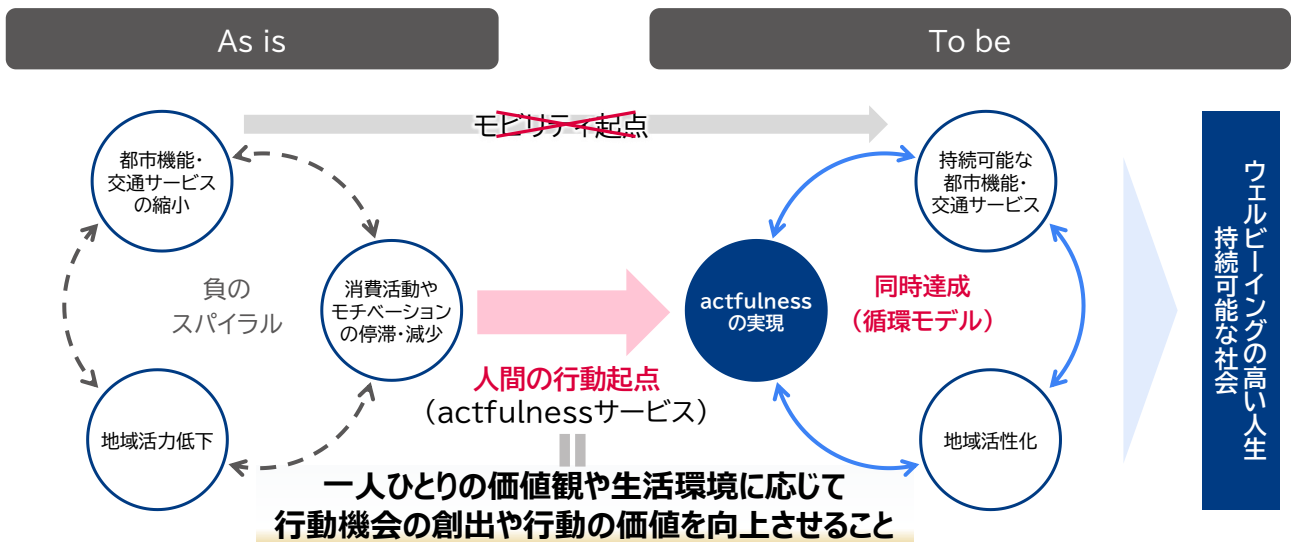 As is
To be
モビリティ起点
都市機能・
交通サービス
の縮小
消費活動や
モチベーション
の停滞・減少
地域活力低下
負の
スパイラル
人間の行動起点
（actfulnessサービス）
一人ひとりの価値観や生活環境に応じて
行動機会の創出や行動の価値を向上させること
actfulness
の実現
持続可能な
都市機能・
交通サービス
同時達成
（循環モデル）
地域活性化
ウェルビーイングの高い人生
持続可能な社会